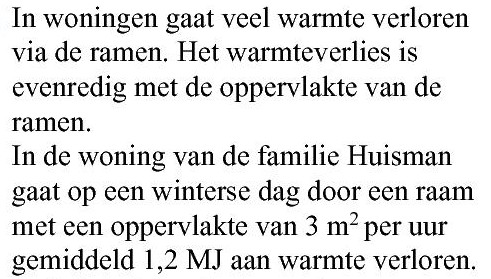 In woningen gaat veel warmte verloren
via de ramen. Het warmteverlies is
evenredig met de oppervlakte van de
ramen.
In de woning van de familie Huisman
gaat op een winterse dag door een raam
met een oppervlakte van 3 m² per uur
gemiddeld 1,2 MJ aan warmte verloren.